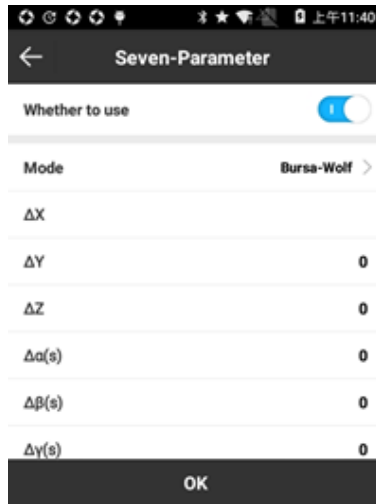 上午11:40
Seven-Parameter
Whether to use
Mode Bursa-Wolf
ΔX
ΔY 0
ΔZ 0
Δα(s) 0
Δβ(s) 0
Δγ(s) 0
OK